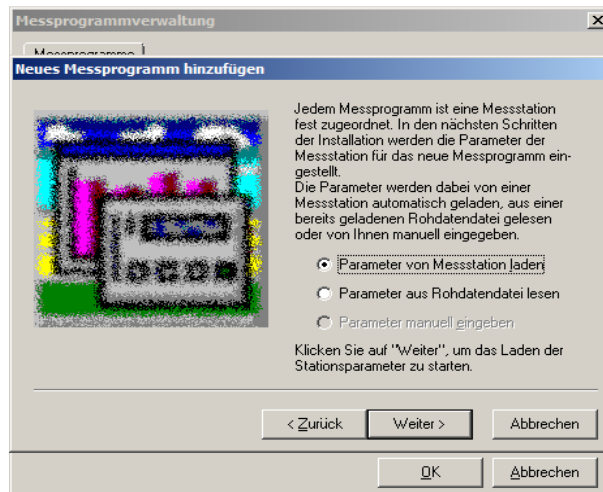 Messprogrammverwaltung
Messprogramme
Neues Messprogramm hinzufügen
Jedem Messprogramm ist eine Messstation
fest zugeordnet. In den nächsten Schritten
der Installation werden die Parameter der
Messstation für das neue Messprogramm ein-
gestellt.
Die Parameter werden dabei von einer
Messstation automatisch geladen, aus einer
bereits geladenen Rohdatendatei gelesen
oder von Ihnen manuell eingegeben.
Parameter von Messstation laden
Parameter aus Rohdatendatei lesen
Parameter manuell eingeben
Klicken Sie auf "Weiter", um das Laden der
Stationsparameter zu starten.
< Zurück Weiter > Abbrechen
OK Abbrechen